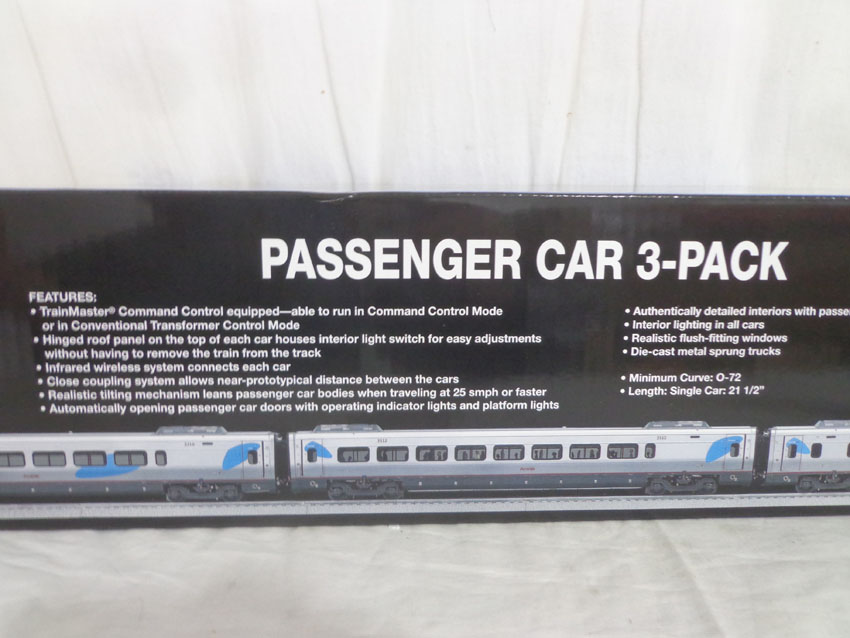 PASSENGER CAR 3-PACK
FEATURES:
• TrainMaster® Command Control equipped—able to run in Command Control Mode
or in Conventional Transformer Control Mode
• Hinged roof panel on the top of each car houses interior light switch for easy adjustments
without having to remove the train from the track
• Infrared wireless system connects each car
• Close coupling system allows near-prototypical distance between the cars
• Realistic tilting mechanism leans passenger car bodies when traveling at 25 smph or faster
• Automatically opening passenger car doors with operating indicator lights and platform lights
• Authentically detailed interiors with passe
• Interior lighting in all cars
• Realistic flush-fitting windows
• Die-cast metal sprung trucks
• Minimum Curve: O-72
• Length: Single Car: 21 1/2"